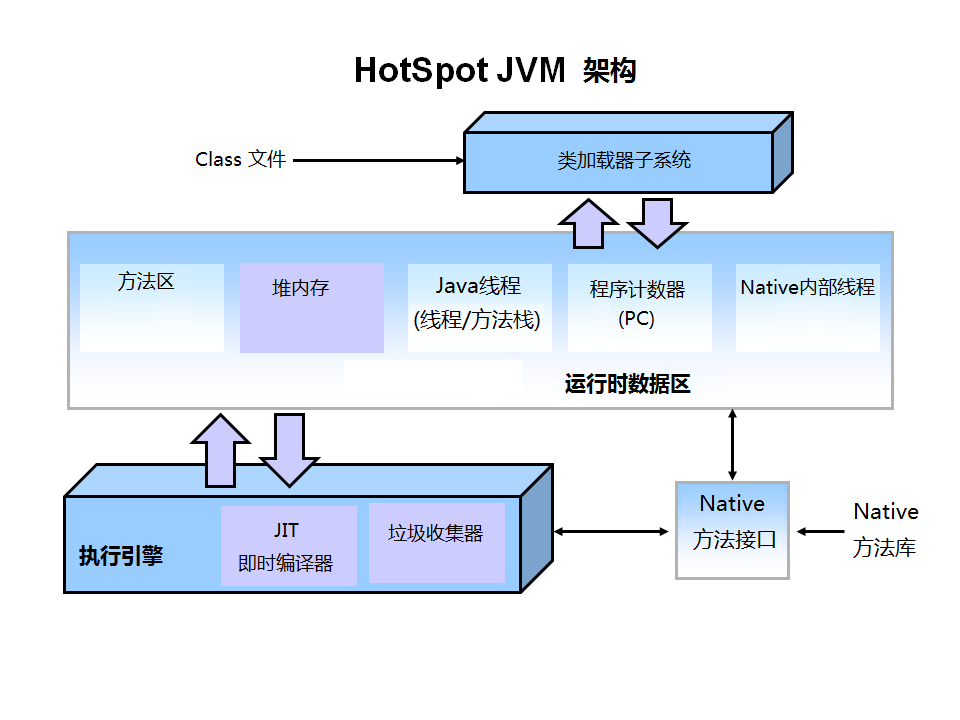 HotSpot JVM 架构
Class 文件
类加载器子系统
方法区
堆内存
Java线程
(线程/方法栈)
程序计数器
(PC)
Native内部线程
运行时数据区
执行引擎
JIT
即时编译器
垃圾收集器
Native
方法接口
Native
方法库